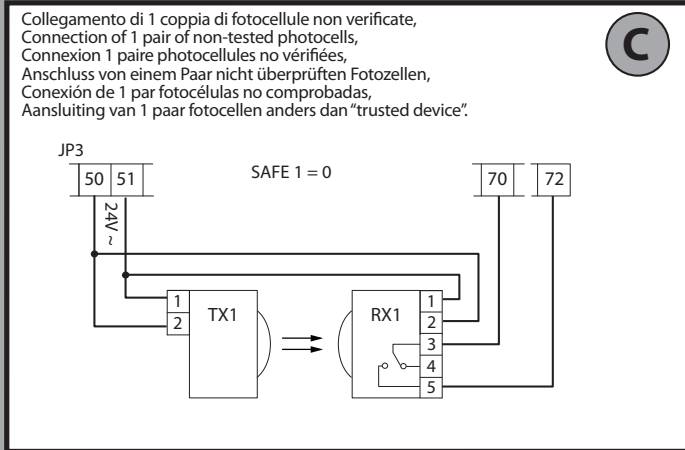 Collegamento di 1 coppia di fotocellule non verificate,
Connection of 1 pair of non-tested photocells,
Connexion 1 paire photocellules no vérifiées,
Anschluss von einem Paar nicht überprüften Fotozellen,
Conexión de 1 par fotocélulas no comprobadas,
Aansluiting van 1 paar fotocellen anders dan “trusted device”.
C
JP3
50 51
SAFE 1 = 0
70 72
24V ~
1
2
TX1
RX1
1
2
3
4
5